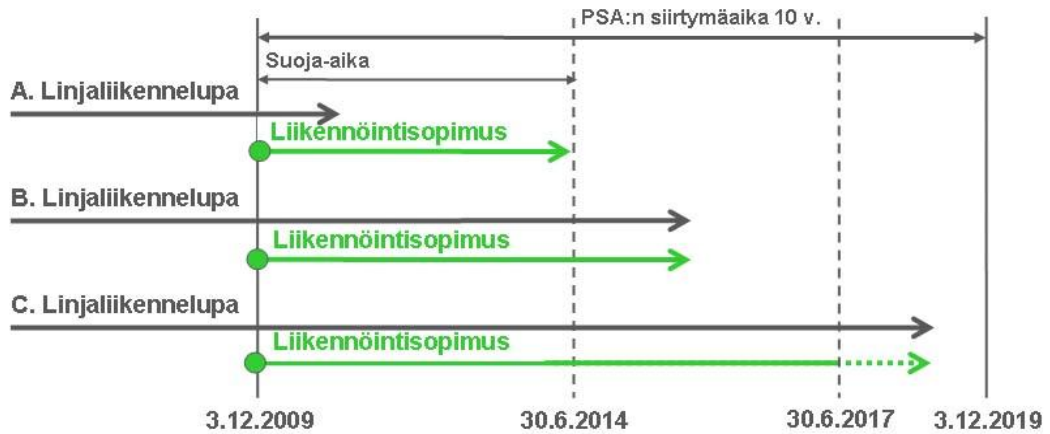 PSA:n siirtymäaika 10 v.
Suoja-aika
A. Linjaliikennelupa
Liikennöintisopimus
B. Linjaliikennelupa
Liikennöintisopimus
C. Linjaliikennelupa
Liikennöintisopimus
3.12.2009 30.6.2014 30.6.2017 3.12.2019